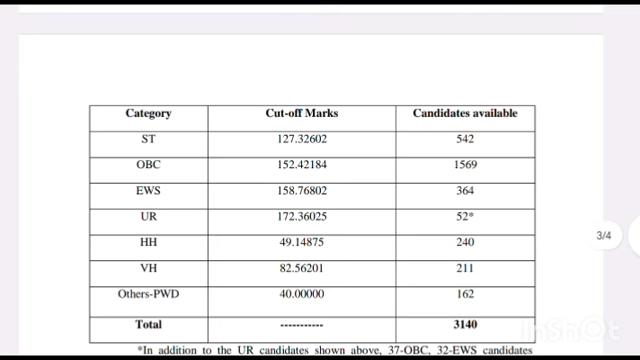 Category Cut-off Marks Candidates available
ST 127.32602 542
OBC 152.42184 1569
EWS 158.76802 364
UR 172.36025 52*
HH 49.14875 240
VH 82.56201 211
Others-PWD 40.00000 162
Total ----------- 3140
*In addition to the UR candidates shown above, 37-OBC, 32-EWS candidates
3/4
InShOt